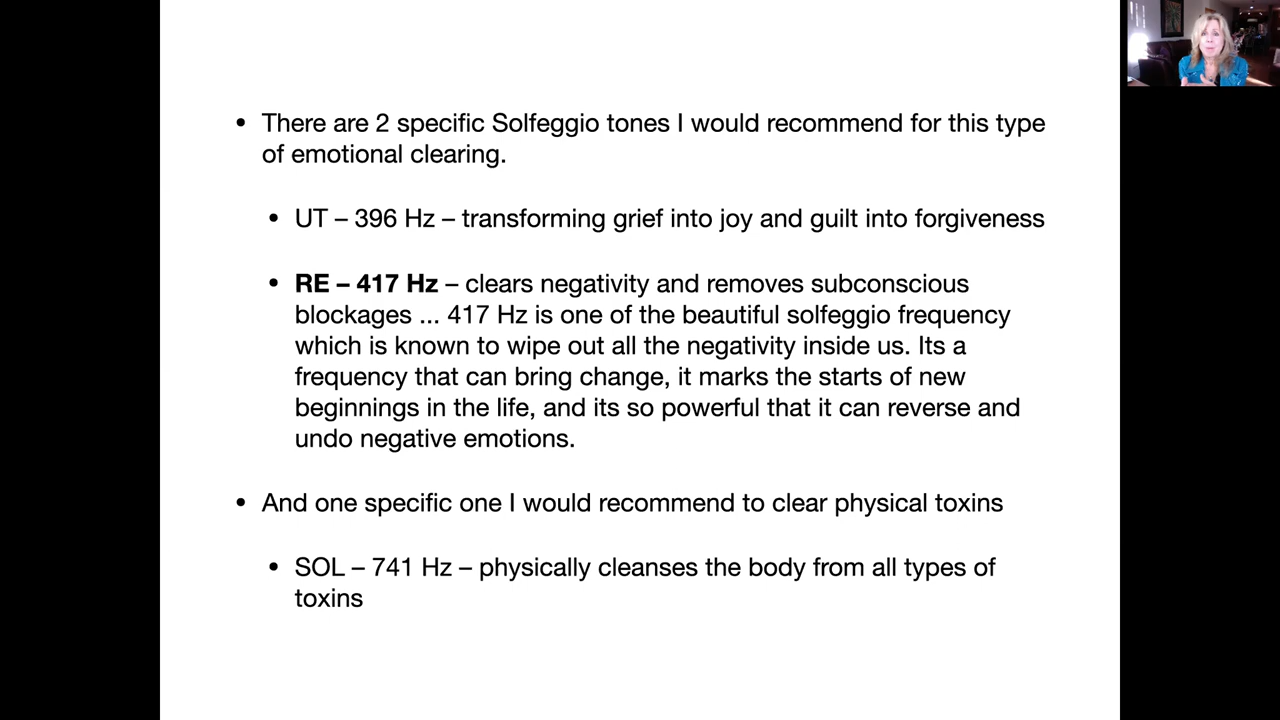 • There are 2 specific Solfeggio tones I would recommend for this type
of emotional clearing.
• UT – 396 Hz – transforming grief into joy and guilt into forgiveness
• RE – 417 Hz – clears negativity and removes subconscious
blockages ... 417 Hz is one of the beautiful solfeggio frequency
which is known to wipe out all the negativity inside us. Its a
frequency that can bring change, it marks the starts of new
beginnings in the life, and its so powerful that it can reverse and
undo negative emotions.
• And one specific one I would recommend to clear physical toxins
• SOL – 741 Hz – physically cleanses the body from all types of
toxins